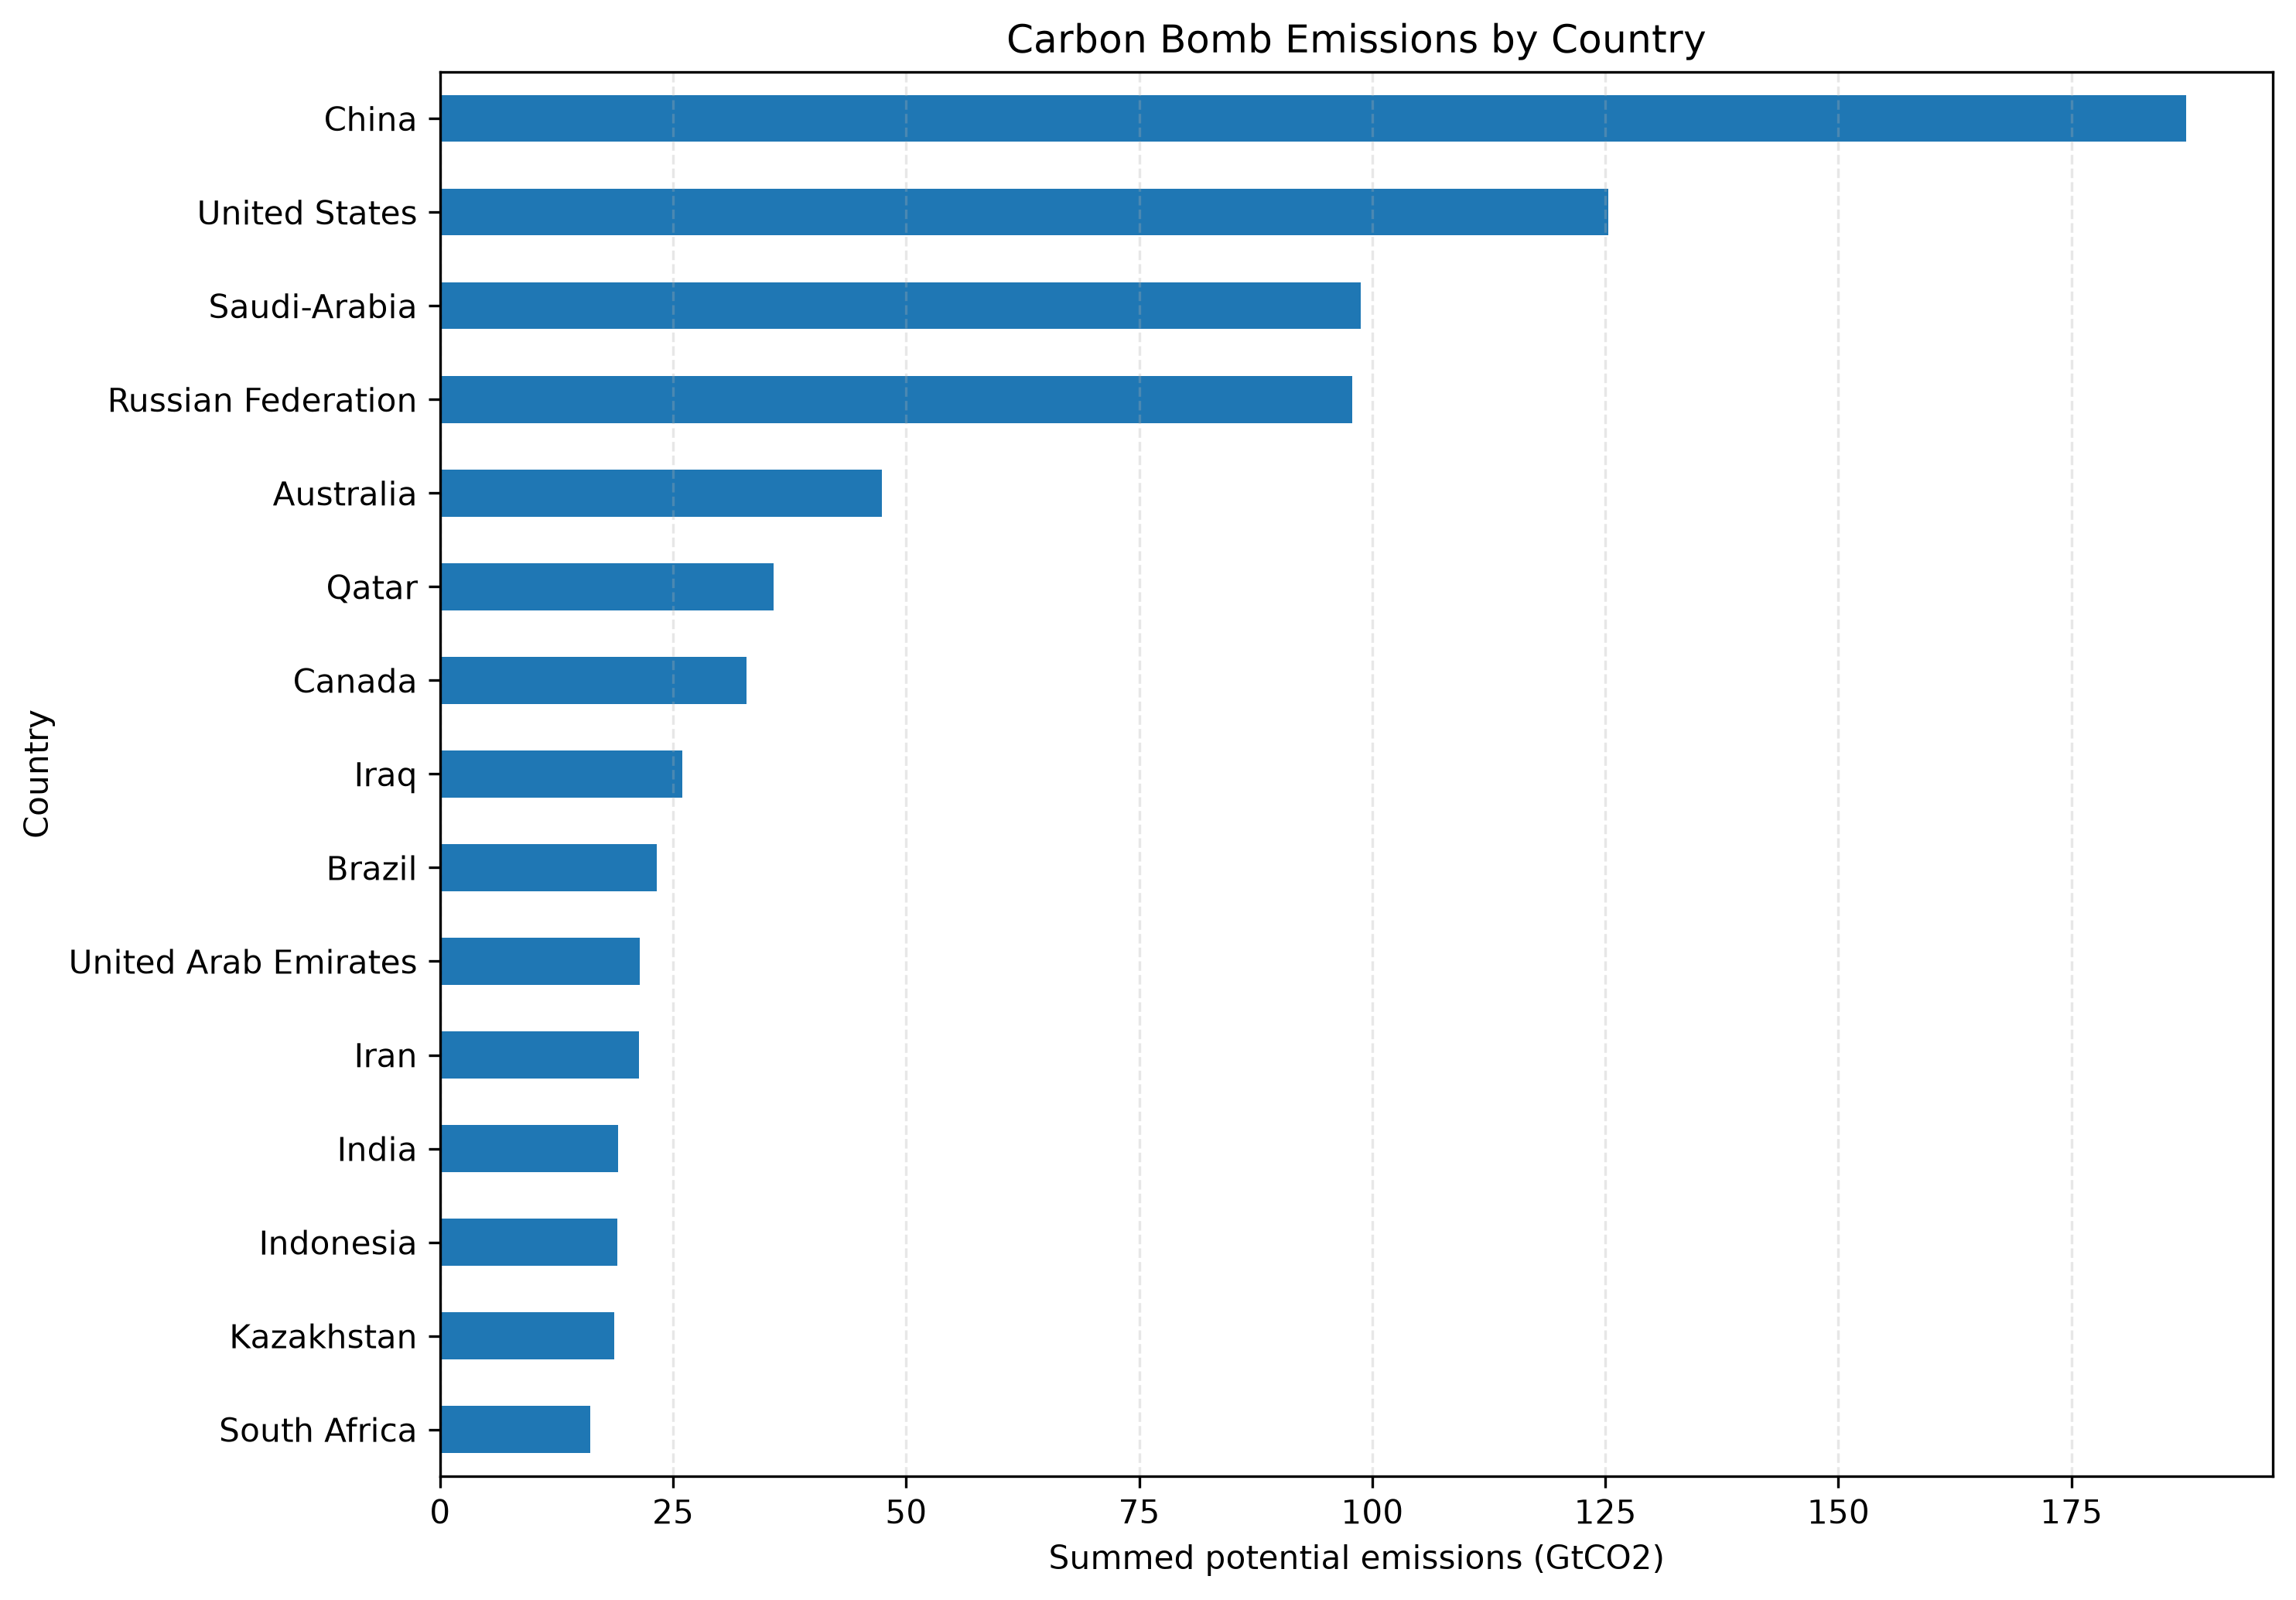 Carbon Bomb Emissions by Country
Country
China
United States
Saudi-Arabia
Russian Federation
Australia
Qatar
Canada
Iraq
Brazil
United Arab Emirates
Iran
India
Indonesia
Kazakhstan
South Africa
0 25 50 75 100 125 150 175
Summed potential emissions (GtCO2)